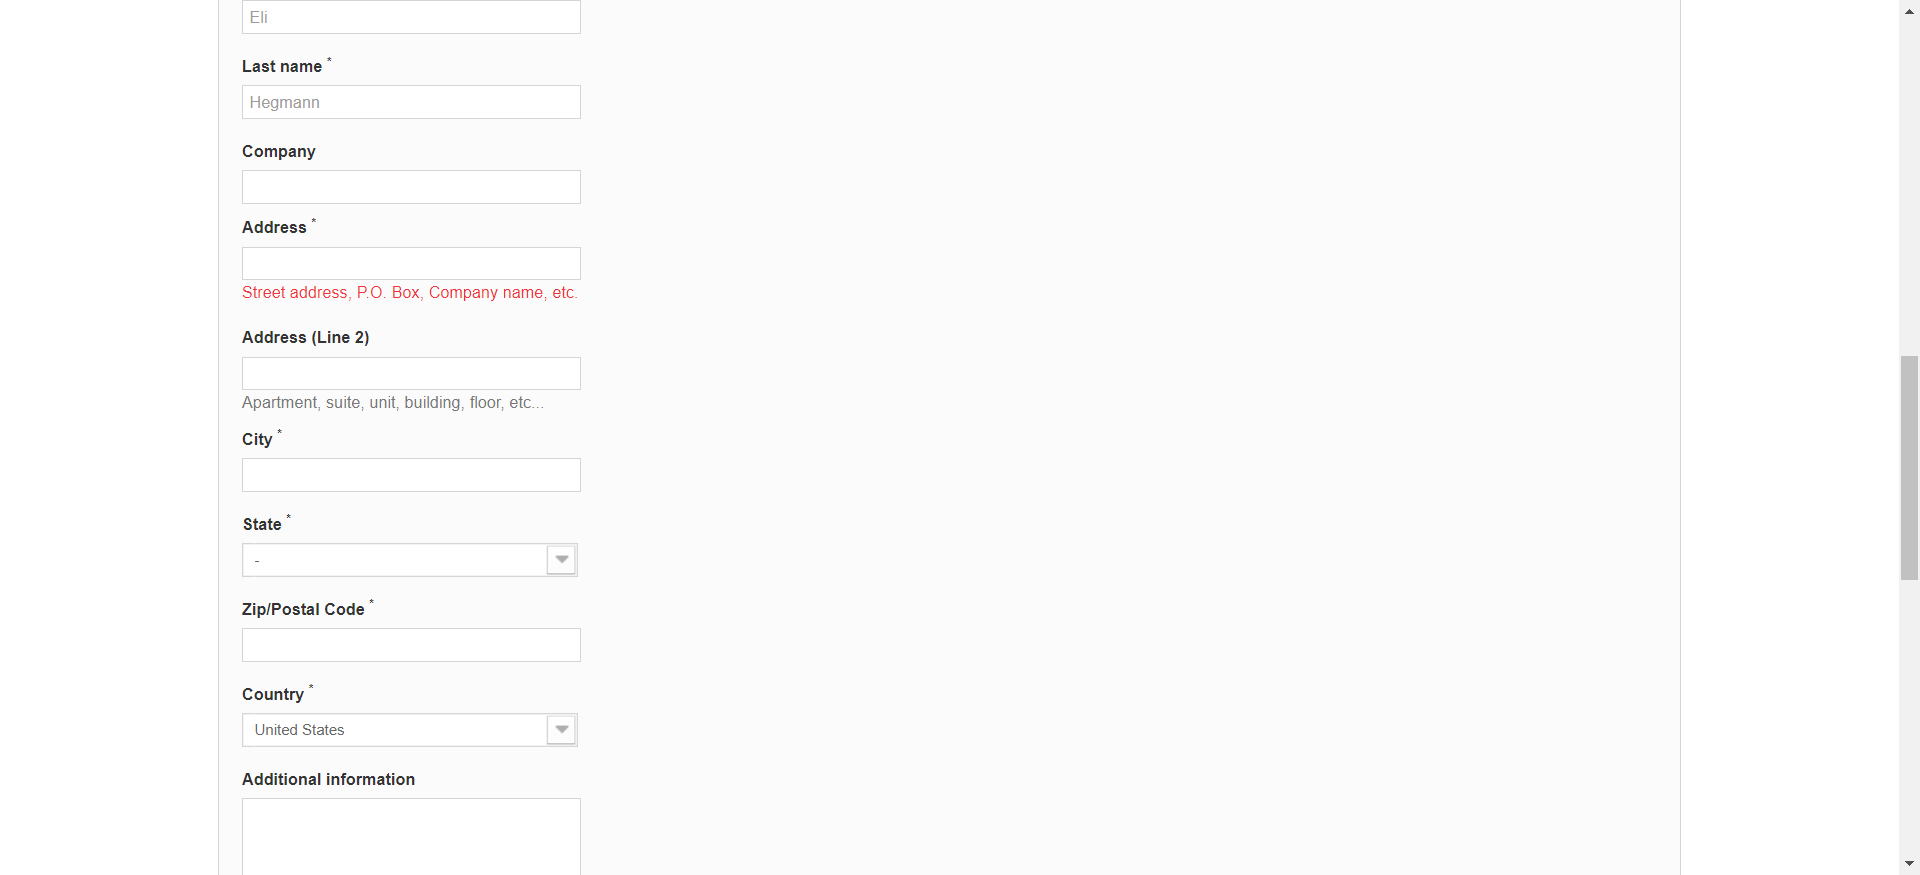 Eli
Last name *
Hegmann
Company
Address *
Street address, P.O. Box, Company name, etc.
Address (Line 2)
Apartment, suite, unit, building, floor, etc...
City *
State *
-
Zip/Postal Code *
Country *
United States
Additional information